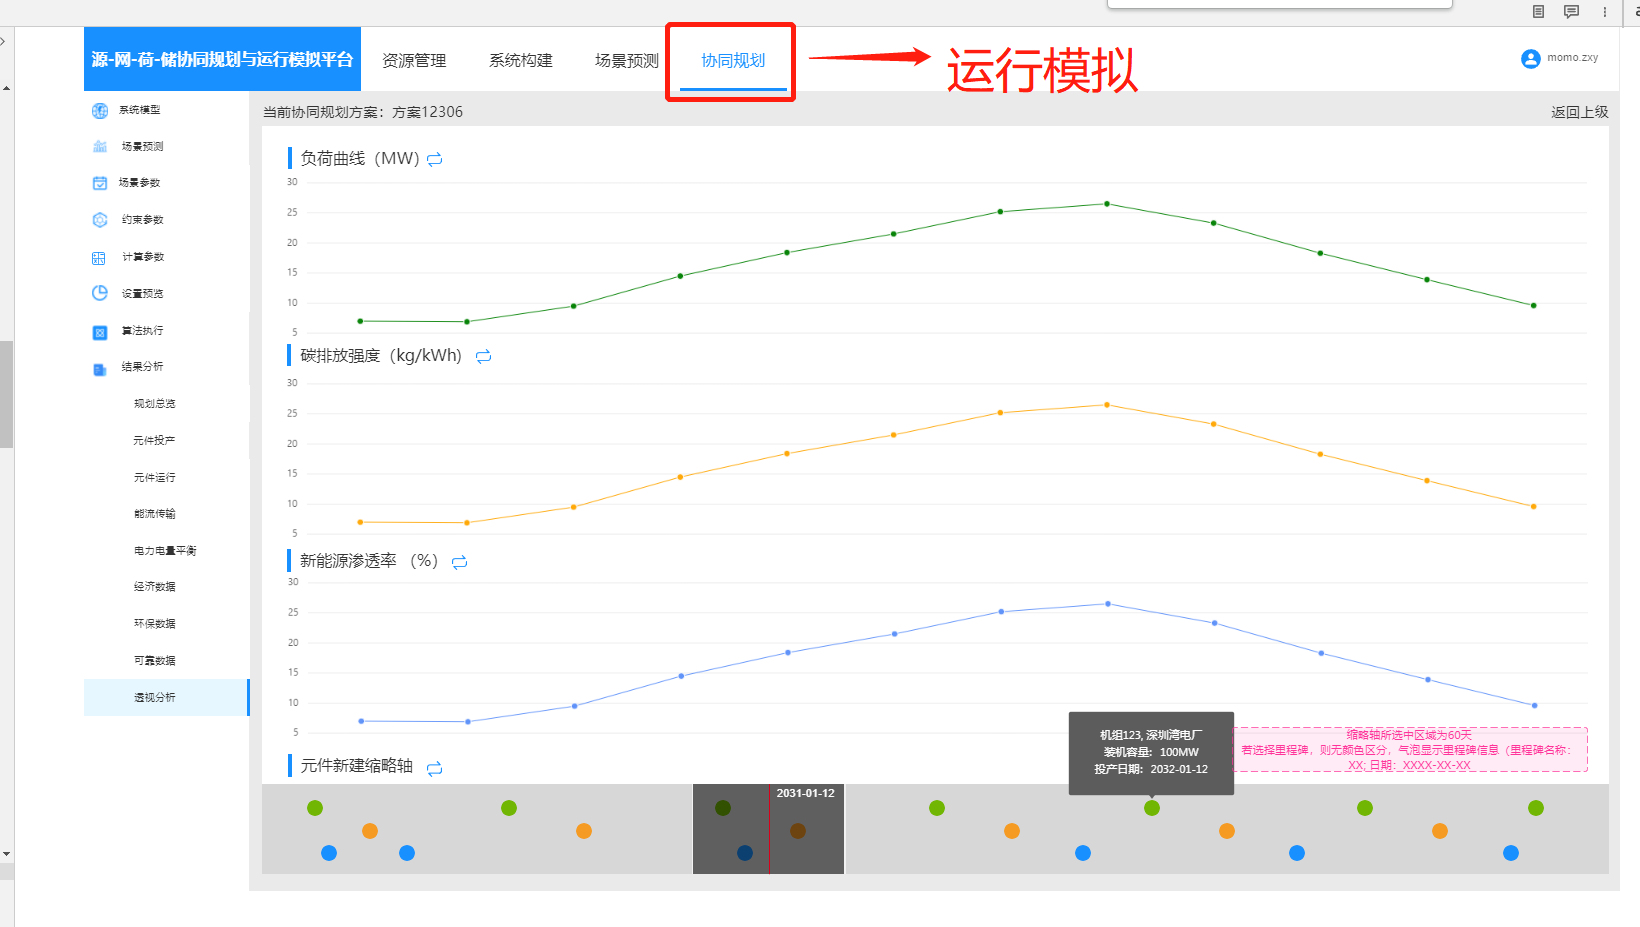 源-网-荷-储协同规划与运行模拟平台
资源管理
系统构建
场景预测
协同规划
运行模拟
momo.zxy
系统模型
场景预测
场景参数
约束参数
计算参数
设置预览
算法执行
结果分析
规划总览
元件投产
元件运行
能流传输
电力电量平衡
经济数据
环保数据
可靠数据
透视分析
当前协同规划方案：方案12306
返回上级
负荷曲线（MW）
30
25
20
15
10
5
碳排放强度（kg/kWh）
30
25
20
15
10
5
新能源渗透率 （%）
30
25
20
15
10
5
机组123, 深圳湾电厂
装机容量：100MW
投产日期：2032-01-12
缩略轴所选中区域为60天
若选择里程碑，则无颜色区分，气泡显示里程碑信息（里程碑名称：
XX; 日期：XXXX-XX-XX
元件新建缩略轴
2031-01-12